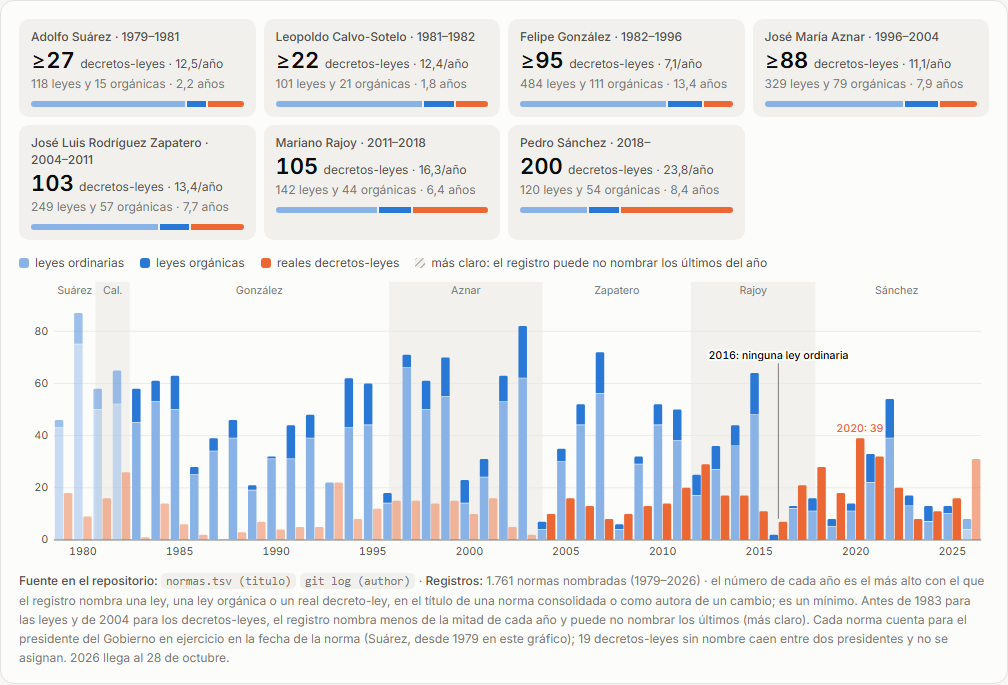 Adolfo Suárez · 1979–1981
≥27 decretos-leyes · 12,5/año
118 leyes y 15 orgánicas · 2,2 años
Leopoldo Calvo-Sotelo · 1981–1982
≥22 decretos-leyes · 12,4/año
101 leyes y 21 orgánicas · 1,8 años
Felipe González · 1982–1996
≥95 decretos-leyes · 7,1/año
484 leyes y 111 orgánicas · 13,4 años
José María Aznar · 1996–2004
≥88 decretos-leyes · 11,1/año
329 leyes y 79 orgánicas · 7,9 años
José Luis Rodríguez Zapatero ·
2004–2011
103 decretos-leyes · 13,4/año
249 leyes y 57 orgánicas · 7,7 años
Mariano Rajoy · 2011–2018
105 decretos-leyes · 16,3/año
142 leyes y 44 orgánicas · 6,4 años
Pedro Sánchez · 2018–
200 decretos-leyes · 23,8/año
120 leyes y 54 orgánicas · 8,4 años
leyes ordinarias leyes orgánicas reales decretos-leyes más claro: el registro puede no nombrar los últimos del año
Suárez Cal. González Aznar Zapatero Rajoy Sánchez
80
2016: ninguna ley ordinaria
60
2020: 39
40
20
0
1980 1985 1990 1995 2000 2005 2010 2015 2020 2025
Fuente en el repositorio: normas.tsv (titulo) git log (author) · Registros: 1.761 normas nombradas (1979–2026) · el número de cada año es el más alto con el que
el registro nombra una ley, una ley orgánica o un real decreto-ley, en el título de una norma consolidada o como autora de un cambio; es un mínimo. Antes de 1983 para
las leyes y de 2004 para los decretos-leyes, el registro nombra menos de la mitad de cada año y puede no nombrar los últimos (más claro). Cada norma cuenta para el
presidente del Gobierno en ejercicio en la fecha de la norma (Suárez, desde 1979 en este gráfico); 19 decretos-leyes sin nombre caen entre dos presidentes y no se
asignan. 2026 llega al 28 de octubre.